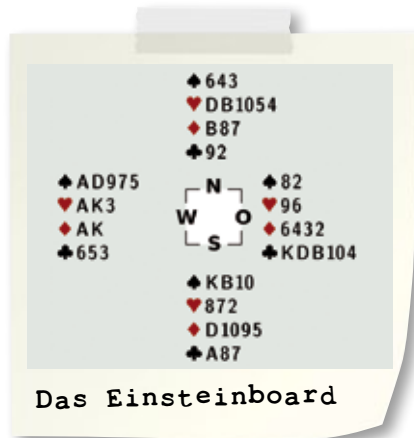 ♠643
♥DB1054
♦B87
♣92
♠AD975
♥AK3
♦AK
♣653
N
W O
S
♠82
♥96
♦6432
♣KDB104
♠KB10
♥872
♦D1095
♣A87
Das Einsteinboard